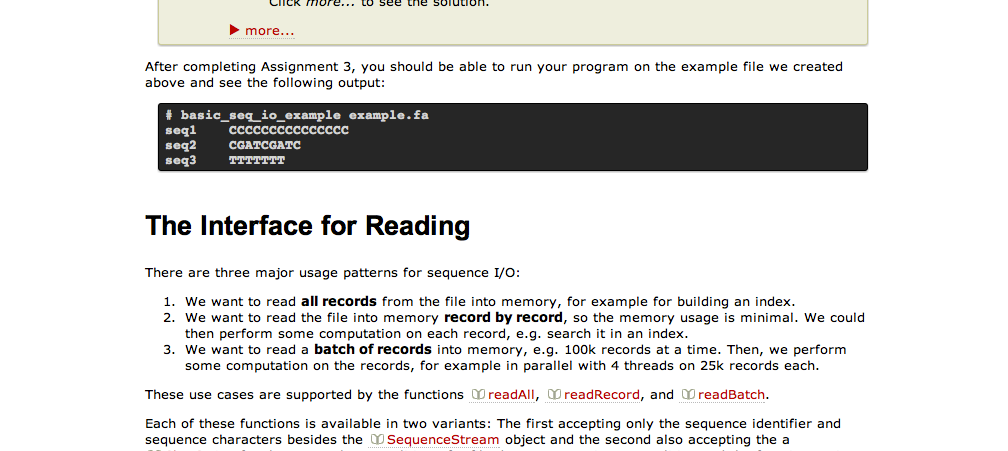 Click more... to see the solution.
more...
After completing Assignment 3, you should be able to run your program on the example file we created
above and see the following output:
# basic_seq_io_example example.fa
seq1 CCCCCCCCCCCCCCC
seq2 CGATCGATC
seq3 TTTTTTT
The Interface for Reading
There are three major usage patterns for sequence I/O:
1. We want to read all records from the file into memory, for example for building an index.
2. We want to read the file into memory record by record, so the memory usage is minimal. We could
then perform some computation on each record, e.g. search it in an index.
3. We want to read a batch of records into memory, e.g. 100k records at a time. Then, we perform
some computation on the records, for example in parallel with 4 threads on 25k records each.
These use cases are supported by the functions readAll, readRecord, and readBatch.
Each of these functions is available in two variants: The first accepting only the sequence identifier and
sequence characters besides the SequenceStream object and the second also accepting the a